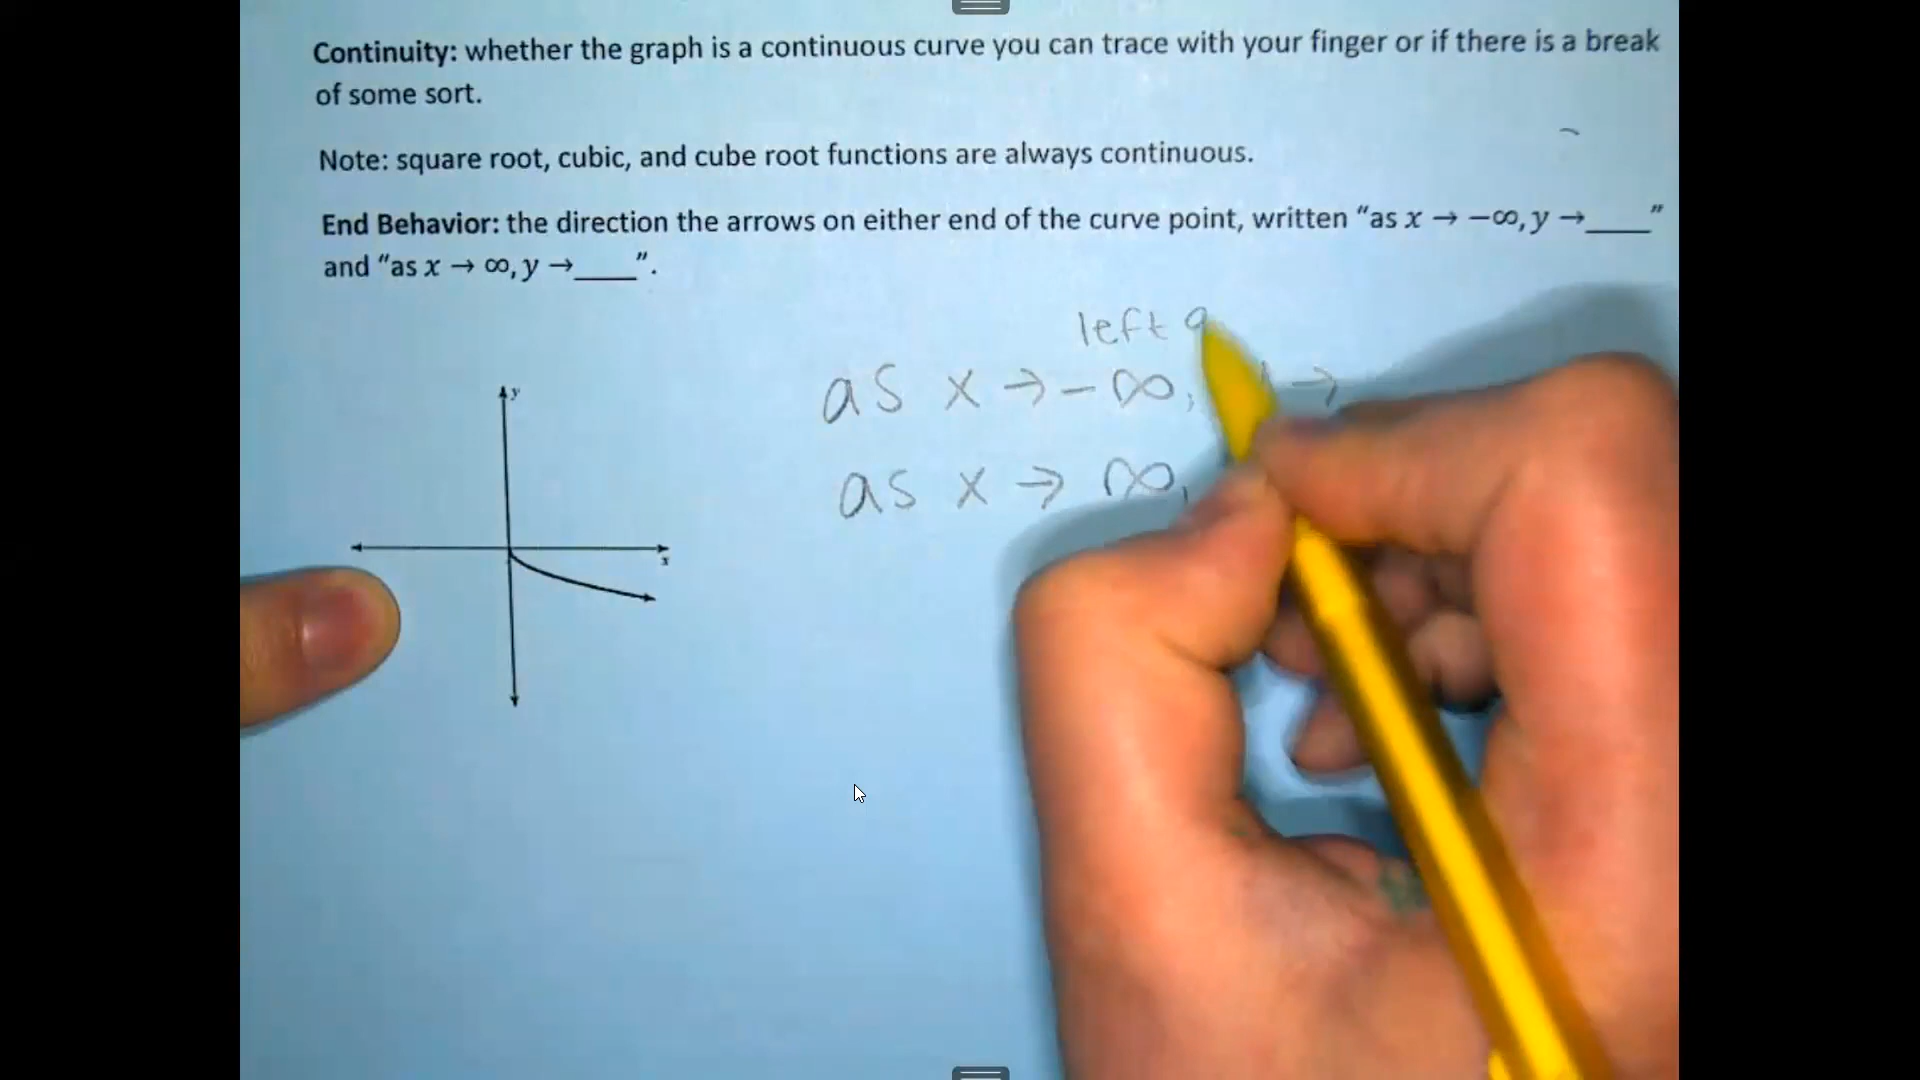 Continuity: whether the graph is a continuous curve you can trace with your finger or if there is a break
of some sort.
Note: square root, cubic, and cube root functions are always continuous.
End Behavior: the direction the arrows on either end of the curve point, written “as x → −∞, y →____”
and “as x → ∞, y →____”.
left
as x → − ∞, →
as x → ∞,
y
x